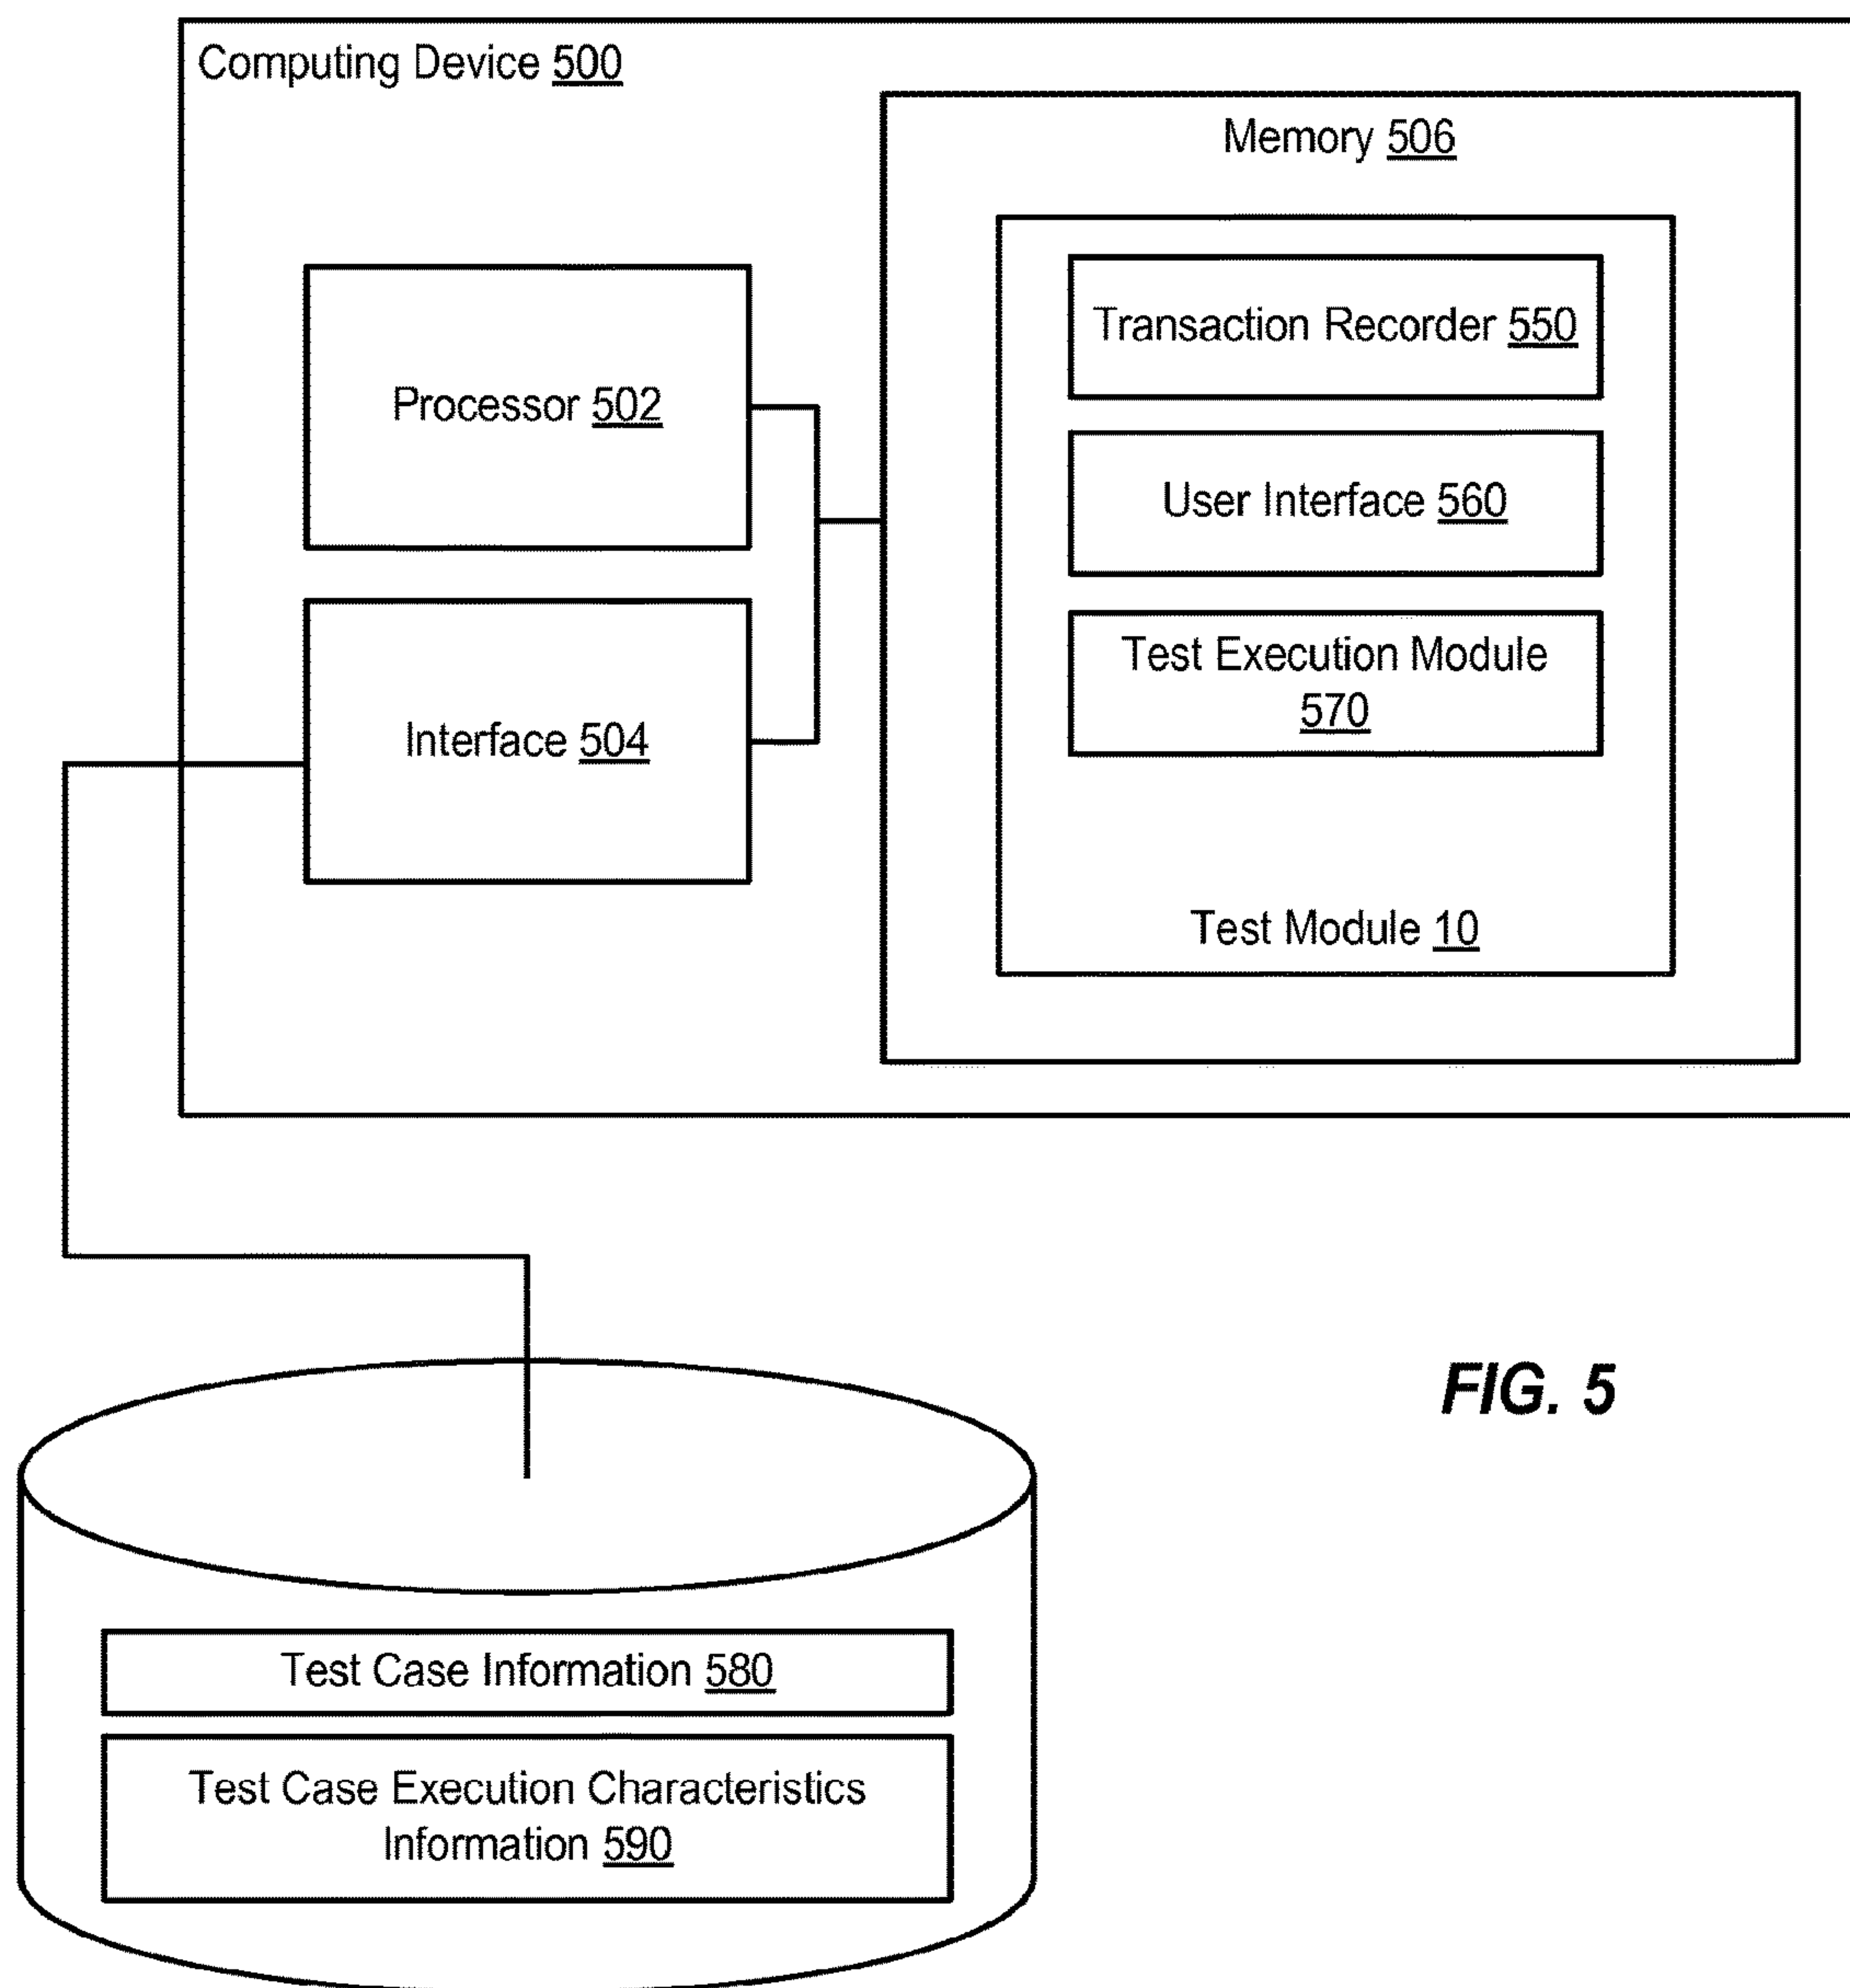 Computing Device 500
Memory 506
Transaction Recorder 550
Processor 502
User Interface 560
Test Execution Module
570
Interface 504
Test Module 10
FIG. 5
Test Case Information 580
Test Case Execution Characteristics
Information 590